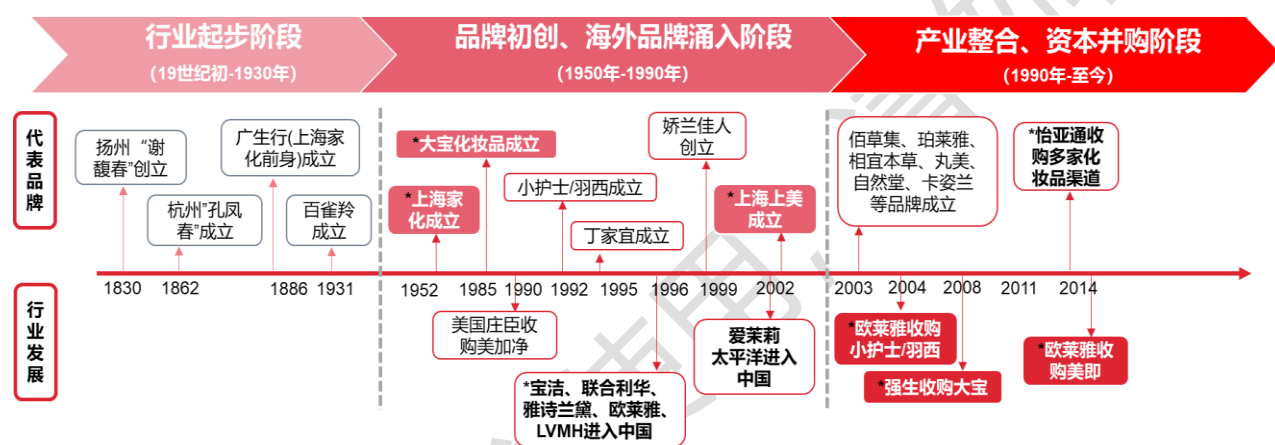 行业起步阶段
(19世纪初-1930年)
品牌初创、海外品牌涌入阶段
(1950年-1990年)
产业整合、资本并购阶段
(1990年-至今)
代表品牌
扬州“谢
馥春”创立
杭州”孔凤
春”成立
广生行(上海家
化前身)成立
百雀羚
成立
*大宝化妆品成立
*上海家
化成立
小护士/羽西成立
丁家宜成立
娇兰佳人
创立
*上海上美
成立
佰草集、珀莱雅、
相宜本草、丸美、
自然堂、卡姿兰
等品牌成立
*怡亚通收
购多家化
妆品渠道
1830
1862
1886
1931
1952
1985
1990
1992
1995
1996
1999
2002
2003
2004
2008
2011
2014
行业发展
美国庄臣收
购美加净
*宝洁、联合利华、
雅诗兰黛、欧莱雅、
LVMH进入中国
爱茉莉
太平洋进入
中国
*欧莱雅收购
小护士/羽西
*强生收购大宝
*欧莱雅收
购美即